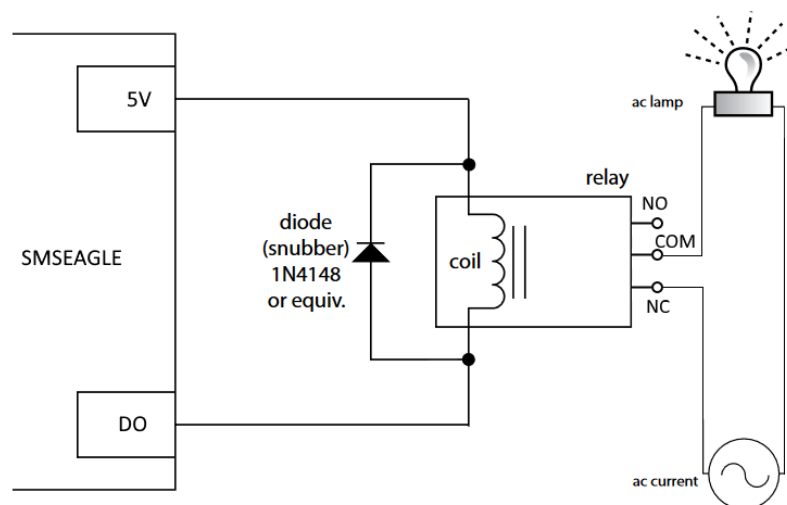 5V
ac lamp
relay
NO
diode
(snubber)
1N4148
or equiv.
COM
SMSEAGLE
coil
NC
DO
ac current